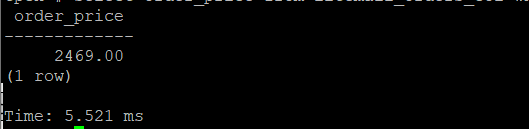 order_price
-------------
2469.00
(1 row)
Time: 5.521 ms